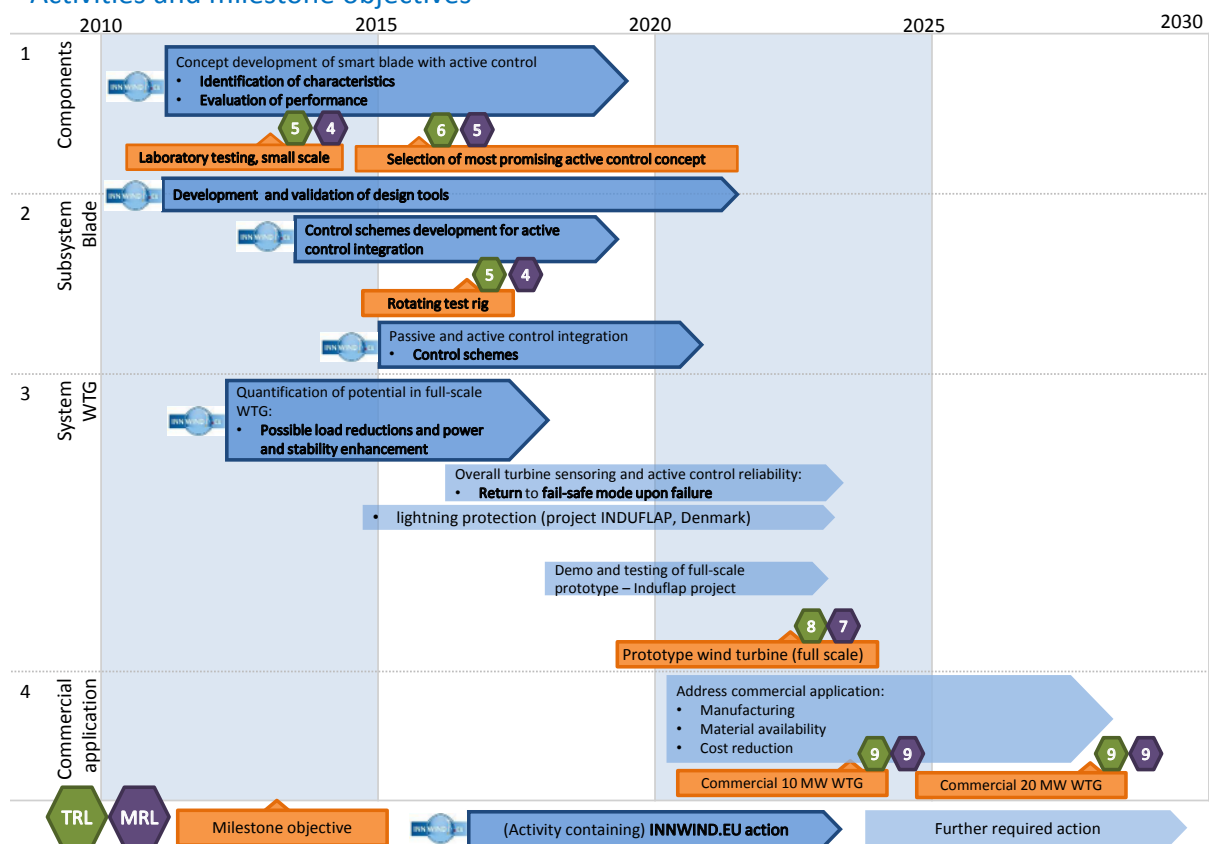 Activities and milestone objectives
2010
2015
2020
2025
2030
1
Components
Concept development of smart blade with active control
• Identification of characteristics
• Evaluation of performance
INNWIND
5
4
6
5
Laboratory testing, small scale
Selection of most promising active control concept
INNWIND
Development and validation of design tools
2
Subsystem
Blade
INNWIND
Control schemes development for active
control integration
5
4
Rotating test rig
INNWIND
Passive and active control integration
• Control schemes
3
System
WTG
INNWIND
Quantification of potential in full-scale
WTG:
• Possible load reductions and power
and stability enhancement
Overall turbine sensoring and active control reliability:
• Return to fail-safe mode upon failure
• lightning protection (project INDUFLAP, Denmark)
Demo and testing of full-scale
prototype – Induflap project
8
7
Prototype wind turbine (full scale)
4
Commercial
application
Address commercial application:
• Manufacturing
• Material availability
• Cost reduction
9
9
9
9
Commercial 10 MW WTG
Commercial 20 MW WTG
TRL
MRL
Milestone objective
INNWIND
(Activity containing) INNWIND.EU action
Further required action